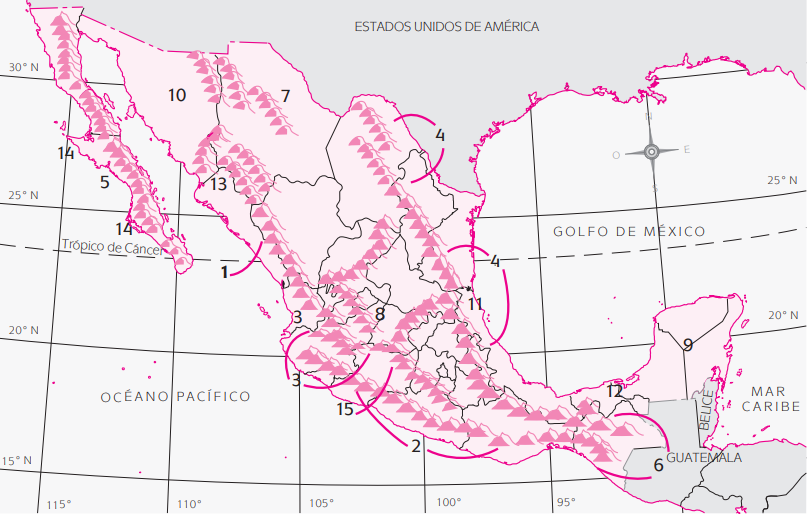 ESTADOS UNIDOS DE AMÉRICA
30° N
10
7
4
N
O
E
S
14
13
5
25° N
25° N
14
GOLFO DE MÉXICO
Trópico de Cáncer
1
4
11
3
8
20° N
20° N
9
3
12
MAR
CARIBE
OCÉANO PACÍFICO
15
BELICE
2
GUATEMALA
6
15° N
115°
110°
105°
100°
95°